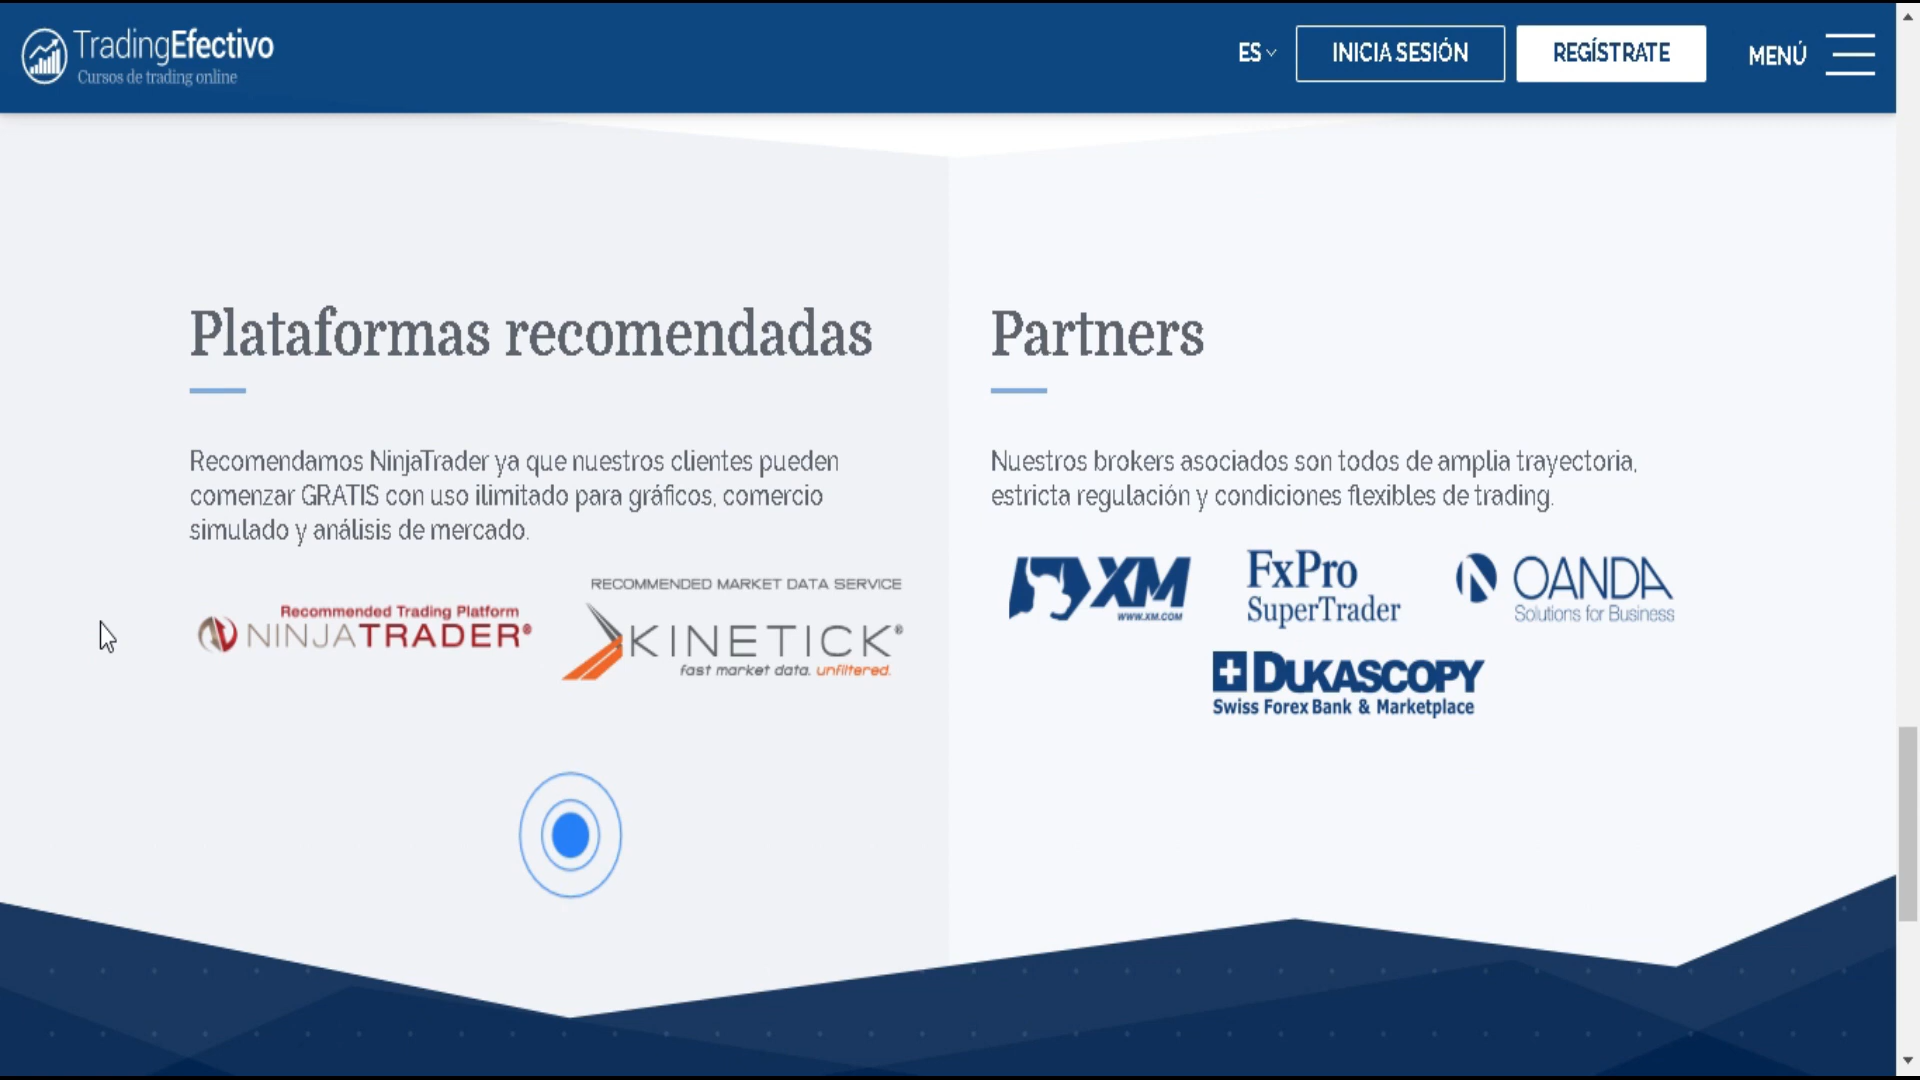 TradingEfectivo
Cursos de trading online
ES
INICIA SESIÓN
REGÍSTRATE
MENÚ
Plataformas recomendadas
Recomendamos NinjaTrader ya que nuestros clientes pueden
comenzar GRATIS con uso ilimitado para gráficos, comercio
simulado y análisis de mercado.
Recommended Trading Platform
NINJATRADER®
RECOMMENDED MARKET DATA SERVICE
KINETICK®
fast market data. unfiltered.
Partners
Nuestros brokers asociados son todos de amplia trayectoria,
estricta regulación y condiciones flexibles de trading.
XM
WWW.XM.COM
FxPro
SuperTrader
OANDA
Solutions for Business
DUKASCOPY
Swiss Forex Bank & Marketplace